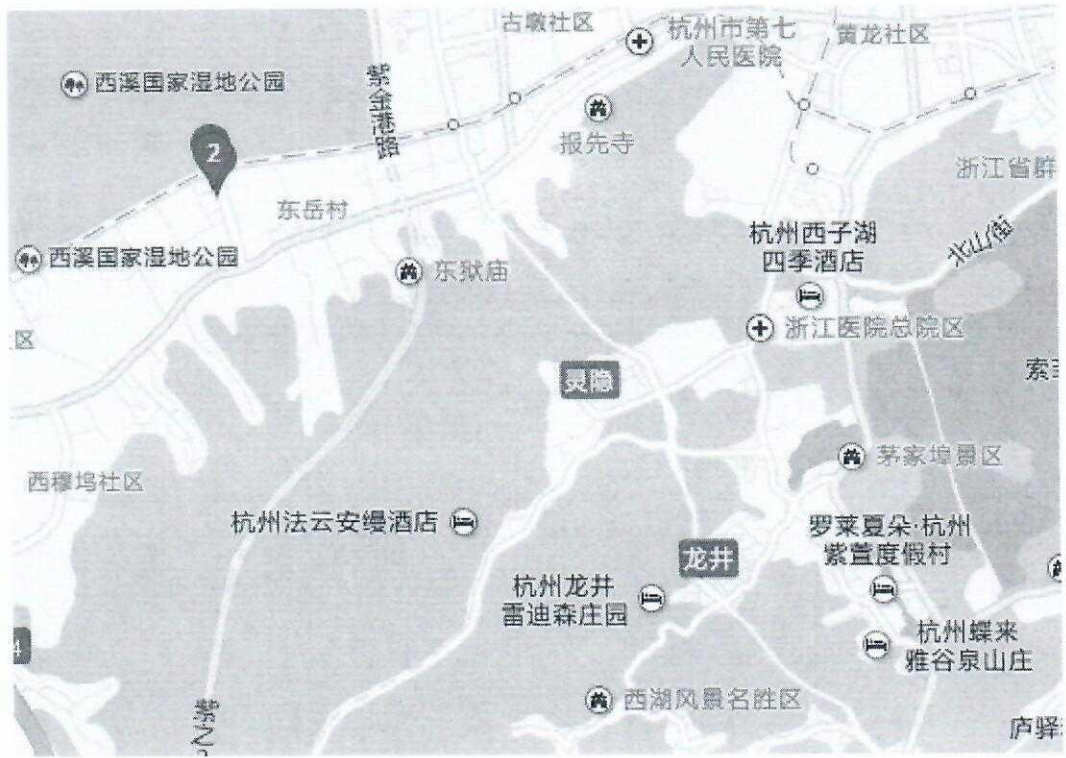 古墩社区
杭州市第七
人民医院
黄龙社区
西溪国家湿地公园
紫金港路
报先寺
2
浙江省
东岳村
杭州西子湖
四季酒店
北山街
西溪国家湿地公园
东狱庙
浙江医院总院区
区
灵隐
茅家埠景区
西穆坞社区
杭州法云安缦酒店
罗莱夏朵·杭州
紫萱度假村
龙井
杭州龙井
雷迪森庄园
杭州蝶来
雅谷泉山庄
4
西湖风景名胜区
紫之
庐驿